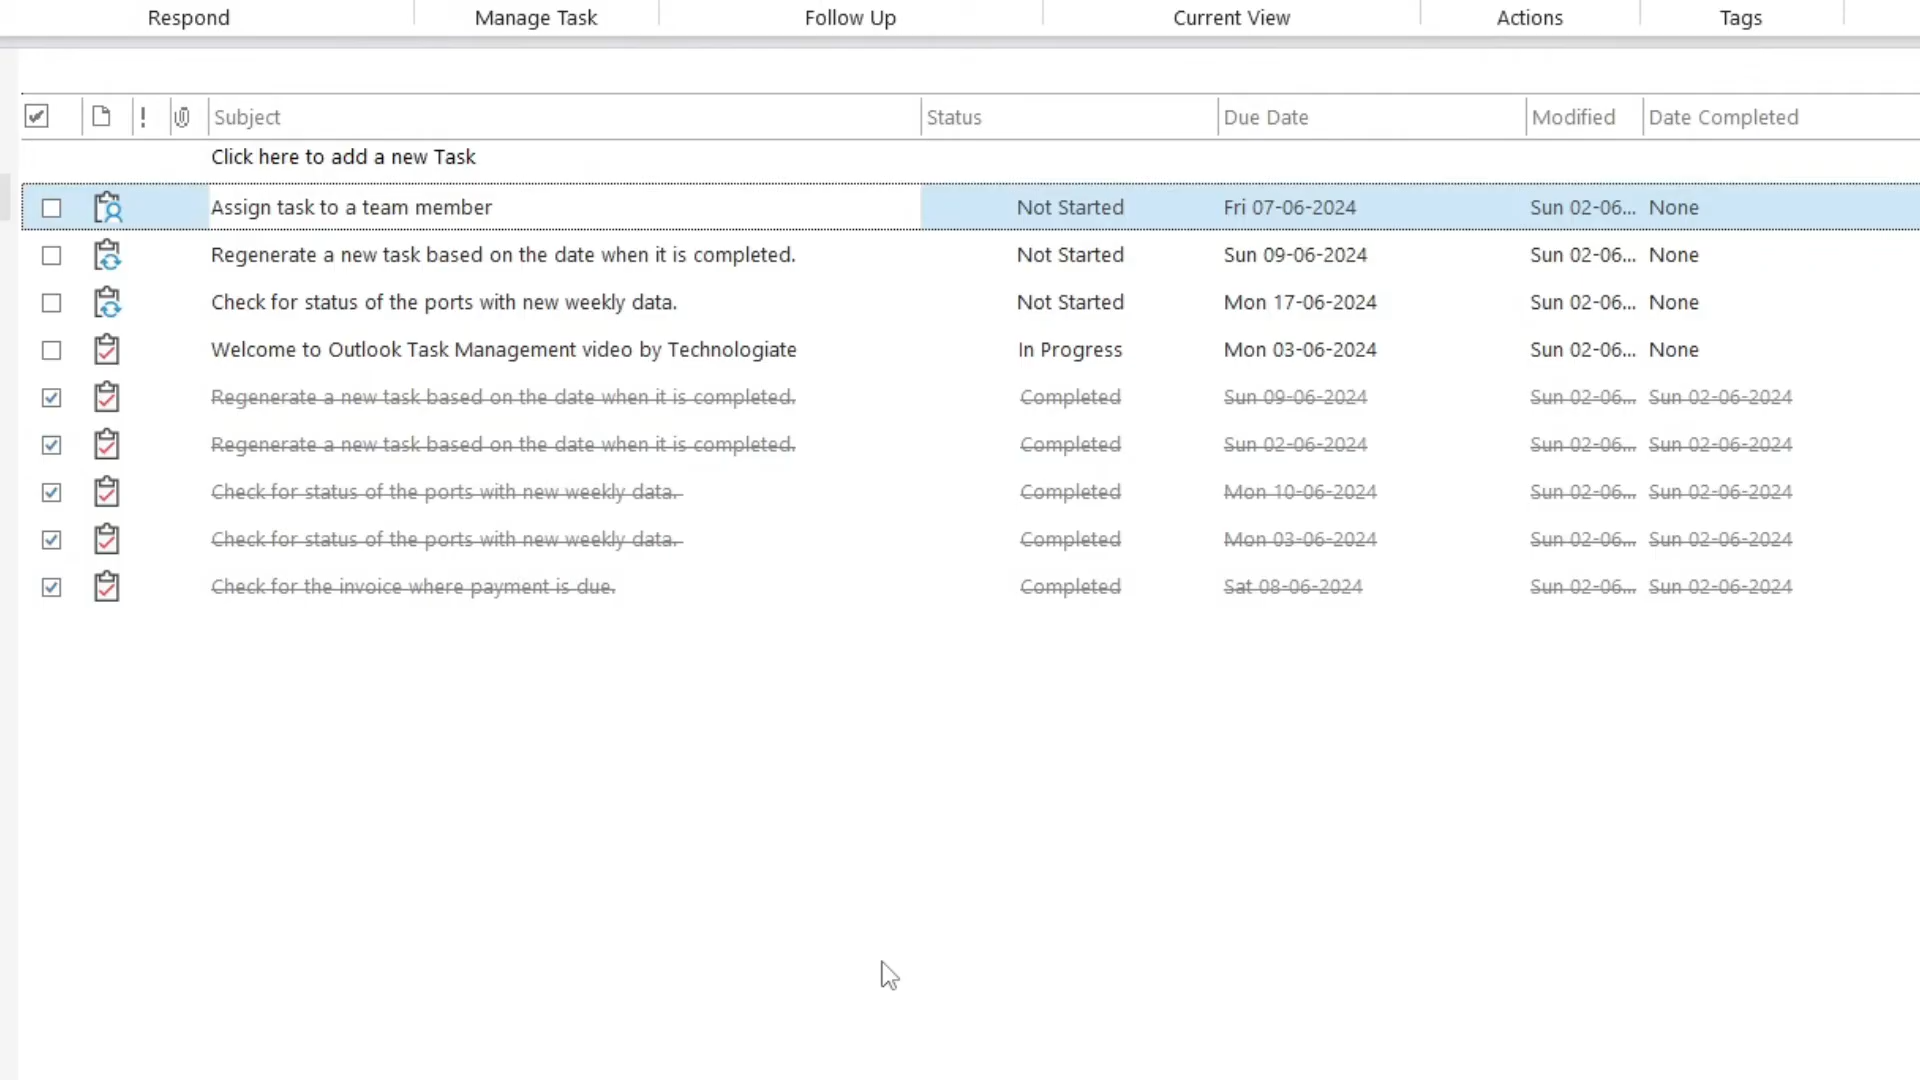 Respond Manage Task Follow Up Current View Actions Tags
! Subject Status Due Date Modified Date Completed
Click here to add a new Task
Assign task to a team member Not Started Fri 07-06-2024 Sun 02-06... None
Regenerate a new task based on the date when it is completed. Not Started Sun 09-06-2024 Sun 02-06... None
Check for status of the ports with new weekly data. Not Started Mon 17-06-2024 Sun 02-06... None
Welcome to Outlook Task Management video by Technologiate In Progress Mon 03-06-2024 Sun 02-06... None
Regenerate a new task based on the date when it is completed. Completed Sun 09-06-2024 Sun 02-06... Sun 02-06-2024
Regenerate a new task based on the date when it is completed. Completed Sun 02-06-2024 Sun 02-06... Sun 02-06-2024
Check for status of the ports with new weekly data. Completed Mon 10-06-2024 Sun 02-06... Sun 02-06-2024
Check for status of the ports with new weekly data. Completed Mon 03-06-2024 Sun 02-06... Sun 02-06-2024
Check for the invoice where payment is due. Completed Sat 08-06-2024 Sun 02-06... Sun 02-06-2024